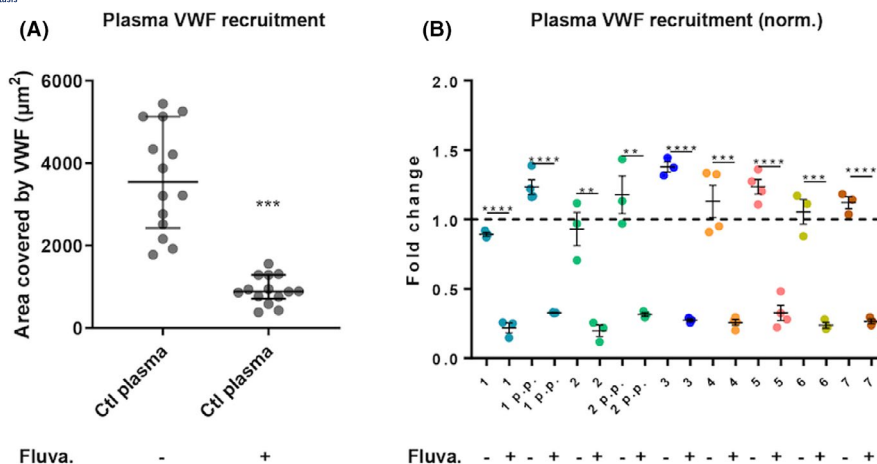 (A)
Plasma VWF recruitment
Area covered by VWF (µm²)
6000
4000
2000
0
***
Ctl plasma
Ctl plasma
Fluva.
-
+
(B)
Plasma VWF recruitment (norm.)
Fold change
2.0
1.5
1.0
0.5
0.0
****
****
**
**
****
***
****
***
****
1
1
1 p.p.
1 p.p.
2
2
2 p.p.
2 p.p.
3
3
4
4
5
5
6
6
7
7
Fluva.
- + - + - + - + - + - + - + - + - +